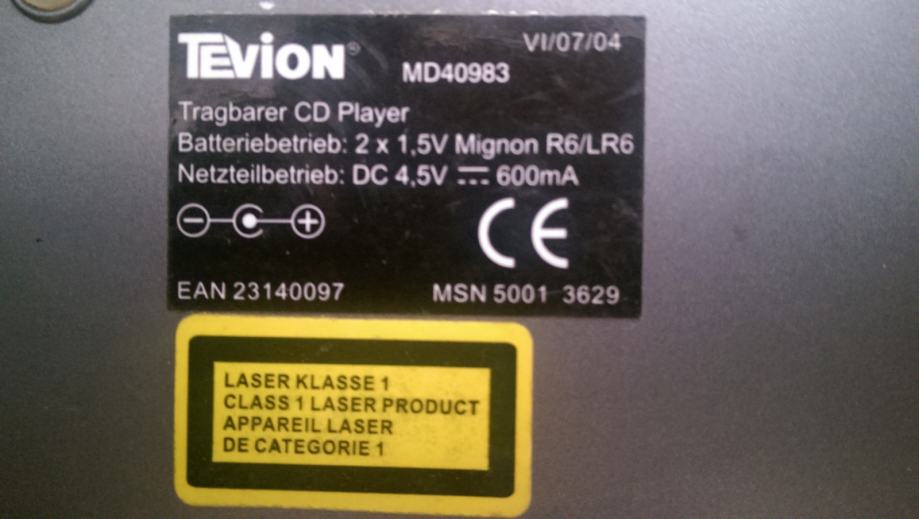 TEVION® VI/07/04
MD40983
Tragbarer CD Player
Batteriebetrieb: 2 x 1,5V Mignon R6/LR6
Netzteilbetrieb: DC 4,5V ⎓ 600mA
CE
EAN 23140097 MSN 5001 3629
LASER KLASSE 1
CLASS 1 LASER PRODUCT
APPAREIL LASER
DE CATEGORIE 1